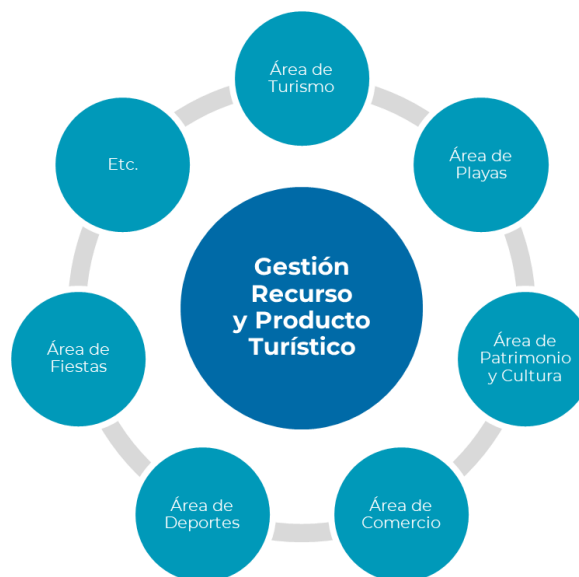 Área de
Turismo
Área de
Playas
Área de
Patrimonio
y Cultura
Área de
Comercio
Área de
Deportes
Área de
Fiestas
Etc.
Gestión
Recurso
y Producto
Turístico